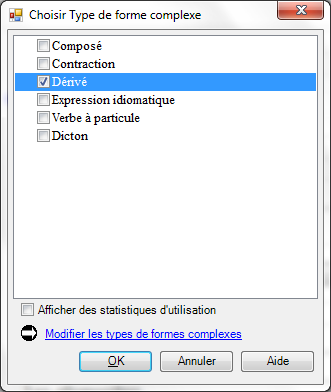 Choisir Type de forme complexe
Composé
Contraction
Dérivé
Expression idiomatique
Verbe à particule
Dicton
Afficher des statistiques d'utilisation
Modifier les types de formes complexes
OK
Annuler
Aide